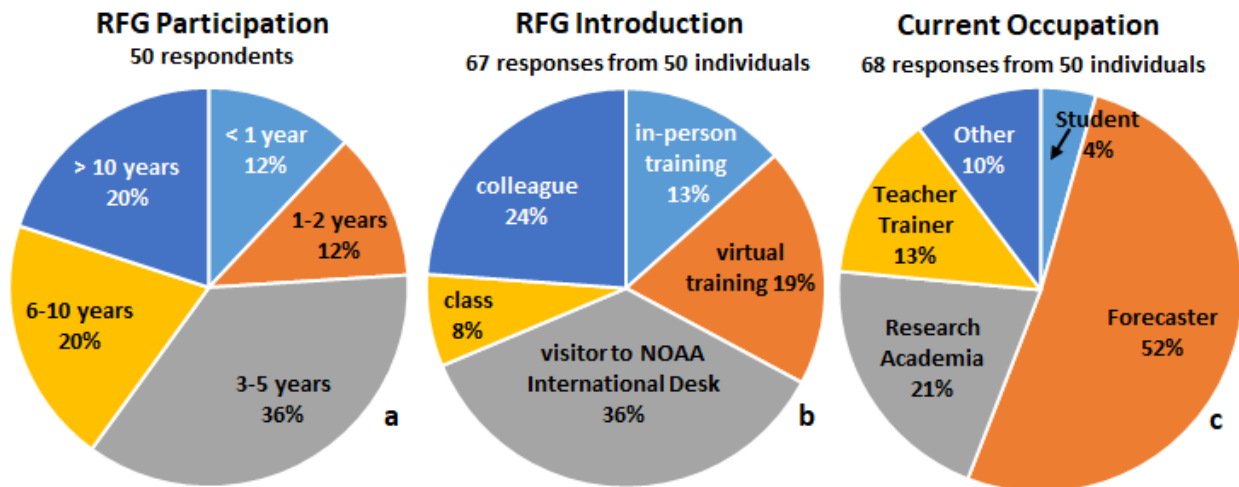 RFG Participation
50 respondents
< 1 year
12%
1-2 years
12%
3-5 years
36%
6-10 years
20%
> 10 years
20%
a
RFG Introduction
67 responses from 50 individuals
in-person
training
13%
virtual
training 19%
visitor to NOAA
International Desk
36%
class
8%
colleague
24%
b
Current Occupation
68 responses from 50 individuals
Student
4%
Forecaster
52%
Research
Academia
21%
Teacher
Trainer
13%
Other
10%
c